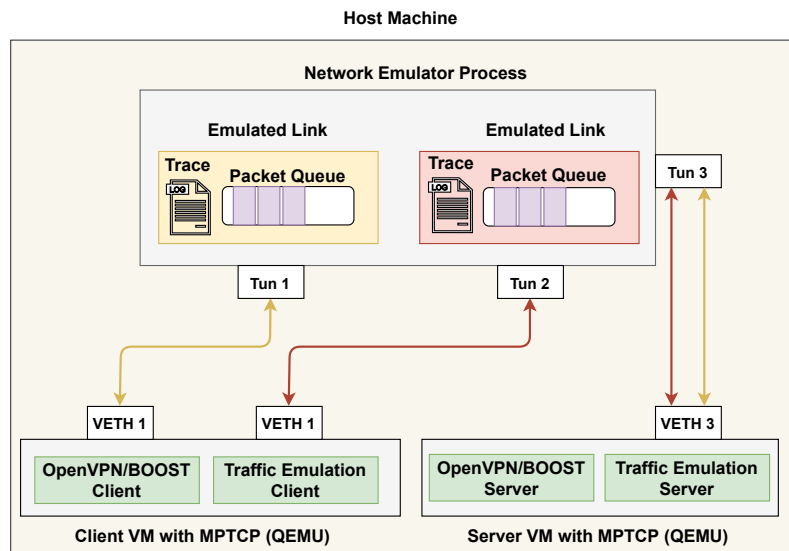 Host Machine
Network Emulator Process
Emulated Link
Emulated Link
Trace
LOG
Packet Queue
Trace
LOG
Packet Queue
Tun 3
Tun 1
Tun 2
VETH 1
VETH 1
VETH 3
OpenVPN/BOOST
Client
Traffic Emulation
Client
OpenVPN/BOOST
Server
Traffic Emulation
Server
Client VM with MPTCP (QEMU)
Server VM with MPTCP (QEMU)